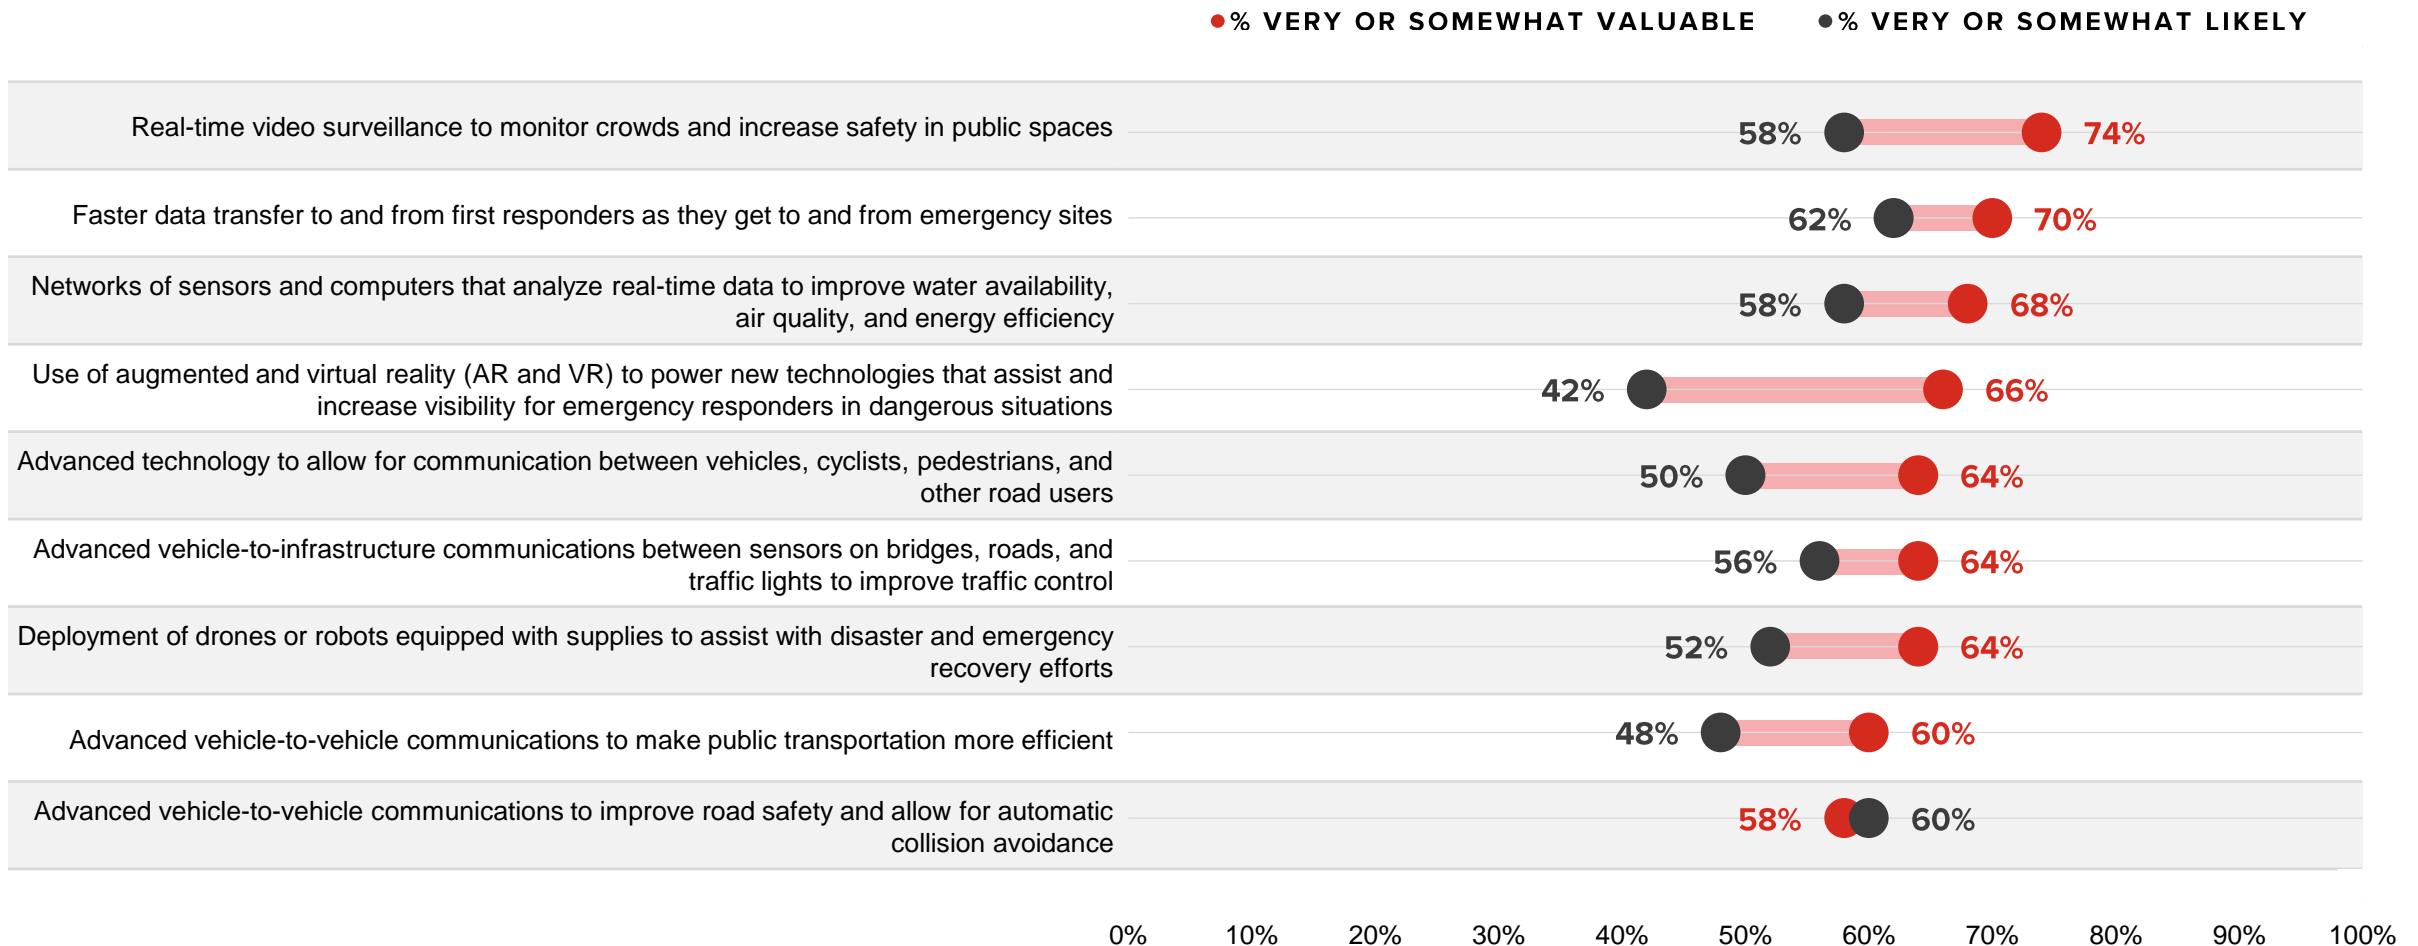 % VERY OR SOMEWHAT VALUABLE % VERY OR SOMEWHAT LIKELY
Real-time video surveillance to monitor crowds and increase safety in public spaces 58% 74%
Faster data transfer to and from first responders as they get to and from emergency sites 62% 70%
Networks of sensors and computers that analyze real-time data to improve water availability,
air quality, and energy efficiency
58% 68%
Use of augmented and virtual reality (AR and VR) to power new technologies that assist and
increase visibility for emergency responders in dangerous situations
42% 66%
Advanced technology to allow for communication between vehicles, cyclists, pedestrians, and
other road users
50% 64%
Advanced vehicle-to-infrastructure communications between sensors on bridges, roads, and
traffic lights to improve traffic control
56% 64%
Deployment of drones or robots equipped with supplies to assist with disaster and emergency
recovery efforts
52% 64%
Advanced vehicle-to-vehicle communications to make public transportation more efficient 48% 60%
Advanced vehicle-to-vehicle communications to improve road safety and allow for automatic
collision avoidance
58% 60%
0% 10% 20% 30% 40% 50% 60% 70% 80% 90% 100%